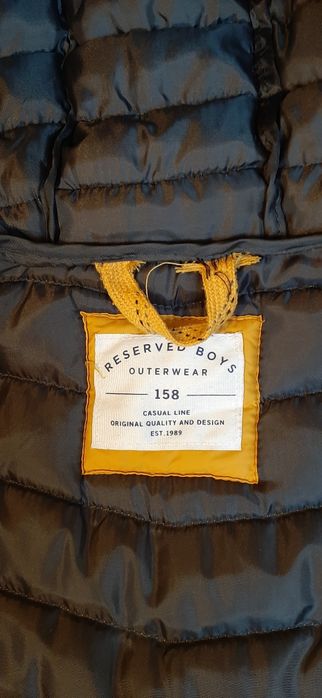 RESERVED BOYS
OUTERWEAR
158
CASUAL LINE
ORIGINAL QUALITY AND DESIGN
EST.1989